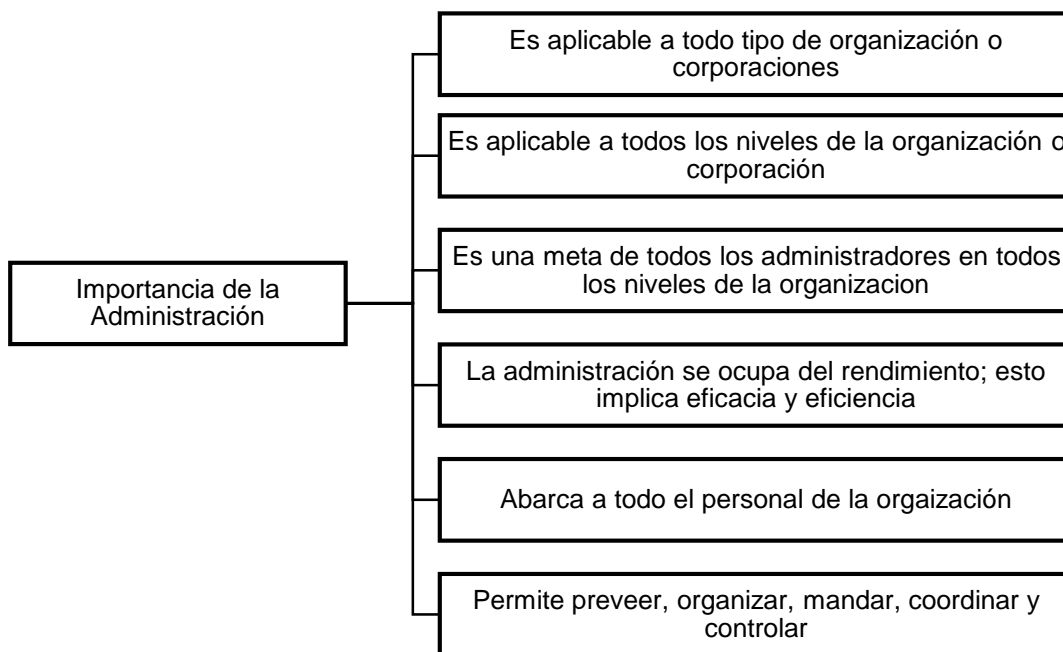 Es aplicable a todo tipo de organización o
corporaciones
Es aplicable a todos los niveles de la organización o
corporación
Es una meta de todos los administradores en todos
los niveles de la organizacion
Importancia de la
Administración
La administración se ocupa del rendimiento; esto
implica eficacia y eficiencia
Abarca a todo el personal de la orgaización
Permite preveer, organizar, mandar, coordinar y
controlar